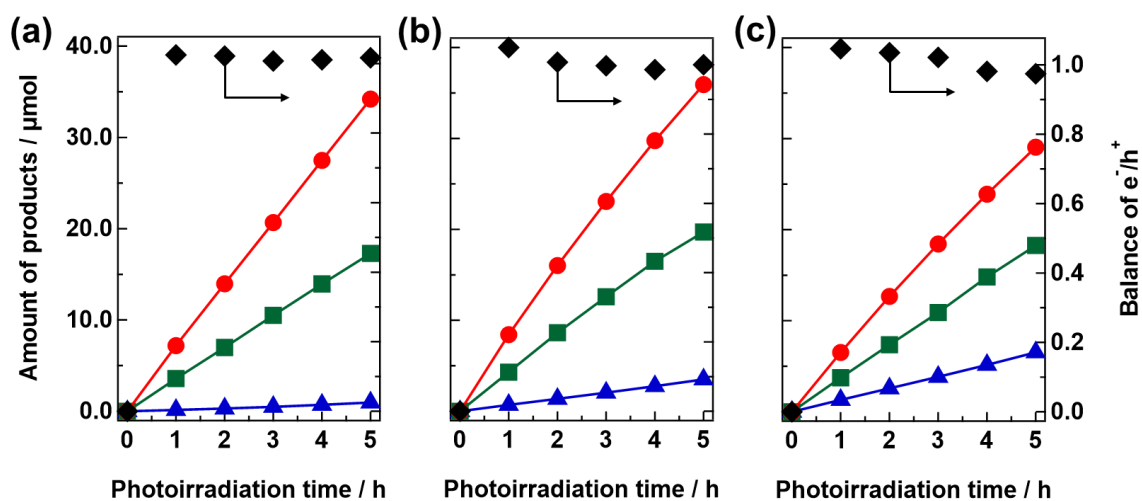 (a)
(b)
(c)
40.0
30.0
20.0
10.0
0.0
Amount of products / μmol
1.0
0.8
0.6
0.4
0.2
0.0
Balance of e⁻/h⁺
0 1 2 3 4 5
0 1 2 3 4 5
0 1 2 3 4 5
Photoirradiation time / h
Photoirradiation time / h
Photoirradiation time / h